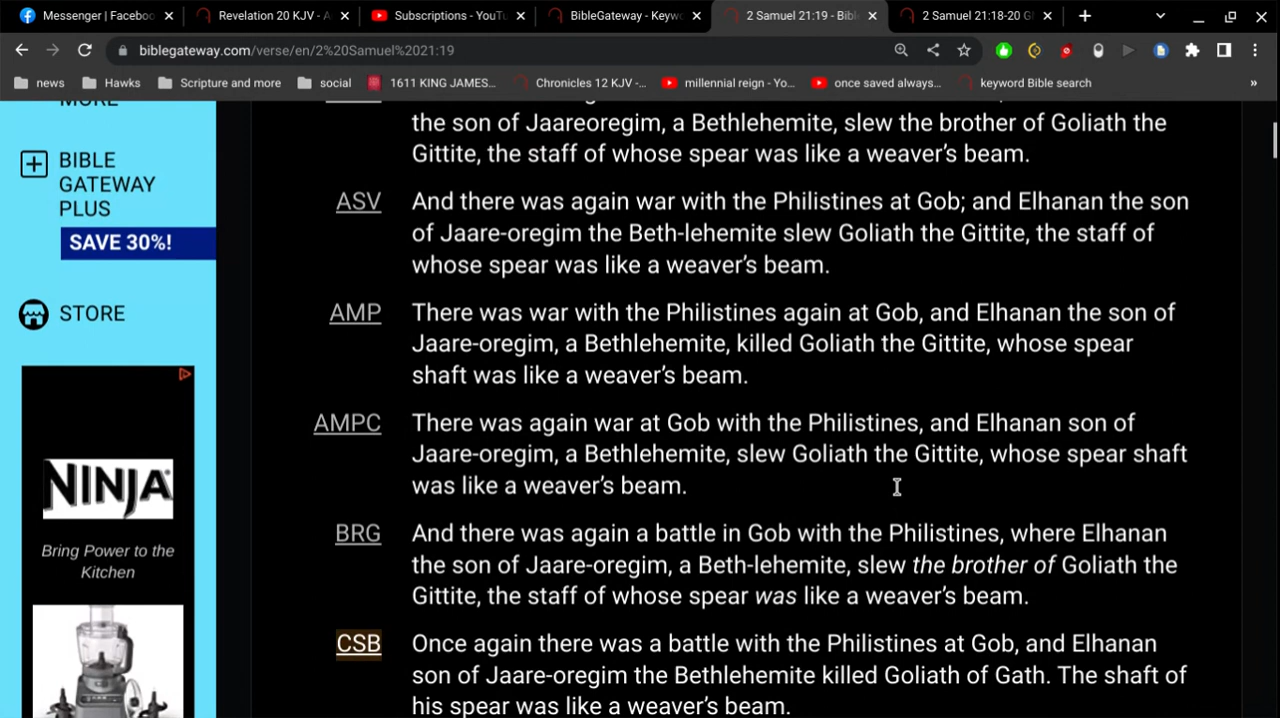 Messenger | Faceboo
Revelation 20 KJV - A
Subscriptions - YouTu
BibleGateway - Keywo
2 Samuel 21:19 - Bibl
2 Samuel 21:18-20 G
biblegateway.com/verse/en/2%20Samuel%2021:19
news
Hawks
Scripture and more
social
1611 KING JAMES...
Chronicles 12 KJV -...
millennial reign - Yo...
once saved always...
keyword Bible search
»
MORE
BIBLE
GATEWAY
PLUS
SAVE 30%!
STORE
NINJA
Bring Power to the
Kitchen
the son of Jaareoregim, a Bethlehemite, slew the brother of Goliath the
Gittite, the staff of whose spear was like a weaver’s beam.
ASV
And there was again war with the Philistines at Gob; and Elhanan the son
of Jaare-oregim the Beth-lehemite slew Goliath the Gittite, the staff of
whose spear was like a weaver’s beam.
AMP
There was war with the Philistines again at Gob, and Elhanan the son of
Jaare-oregim, a Bethlehemite, killed Goliath the Gittite, whose spear
shaft was like a weaver’s beam.
AMPC
There was again war at Gob with the Philistines, and Elhanan son of
Jaare-oregim, a Bethlehemite, slew Goliath the Gittite, whose spear shaft
was like a weaver’s beam.
BRG
And there was again a battle in Gob with the Philistines, where Elhanan
the son of Jaare-oregim, a Beth-lehemite, slew the brother of Goliath the
Gittite, the staff of whose spear was like a weaver’s beam.
CSB
Once again there was a battle with the Philistines at Gob, and Elhanan
son of Jaare-oregim the Bethlehemite killed Goliath of Gath. The shaft of
his spear was like a weaver’s beam.